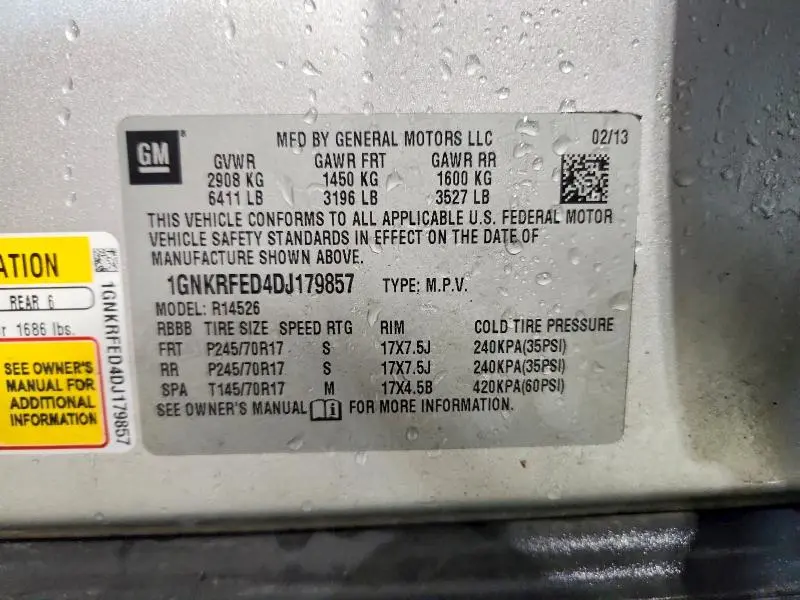 GM
MFD BY GENERAL MOTORS LLC 02/13
GVWR GAWR FRT GAWR RR
2908 KG 1450 KG 1600 KG
6411 LB 3196 LB 3527 LB
THIS VEHICLE CONFORMS TO ALL APPLICABLE U.S. FEDERAL MOTOR
VEHICLE SAFETY STANDARDS IN EFFECT ON THE DATE OF
MANUFACTURE SHOWN ABOVE.
1GNKRFED4DJ179857 TYPE: M.P.V.
MODEL: R14526
RBBB TIRE SIZE SPEED RTG RIM COLD TIRE PRESSURE
FRT P245/70R17 S 17X7.5J 240KPA(35PSI)
RR P245/70R17 S 17X7.5J 240KPA(35PSI)
SPA T145/70R17 M 17X4.5B 420KPA(60PSI)
SEE OWNER'S MANUAL FOR MORE INFORMATION.
ATION
REAR 6
r 1686 lbs.
SEE OWNER'S
MANUAL FOR
ADDITIONAL
INFORMATION
1GNKRFED4DJ179857